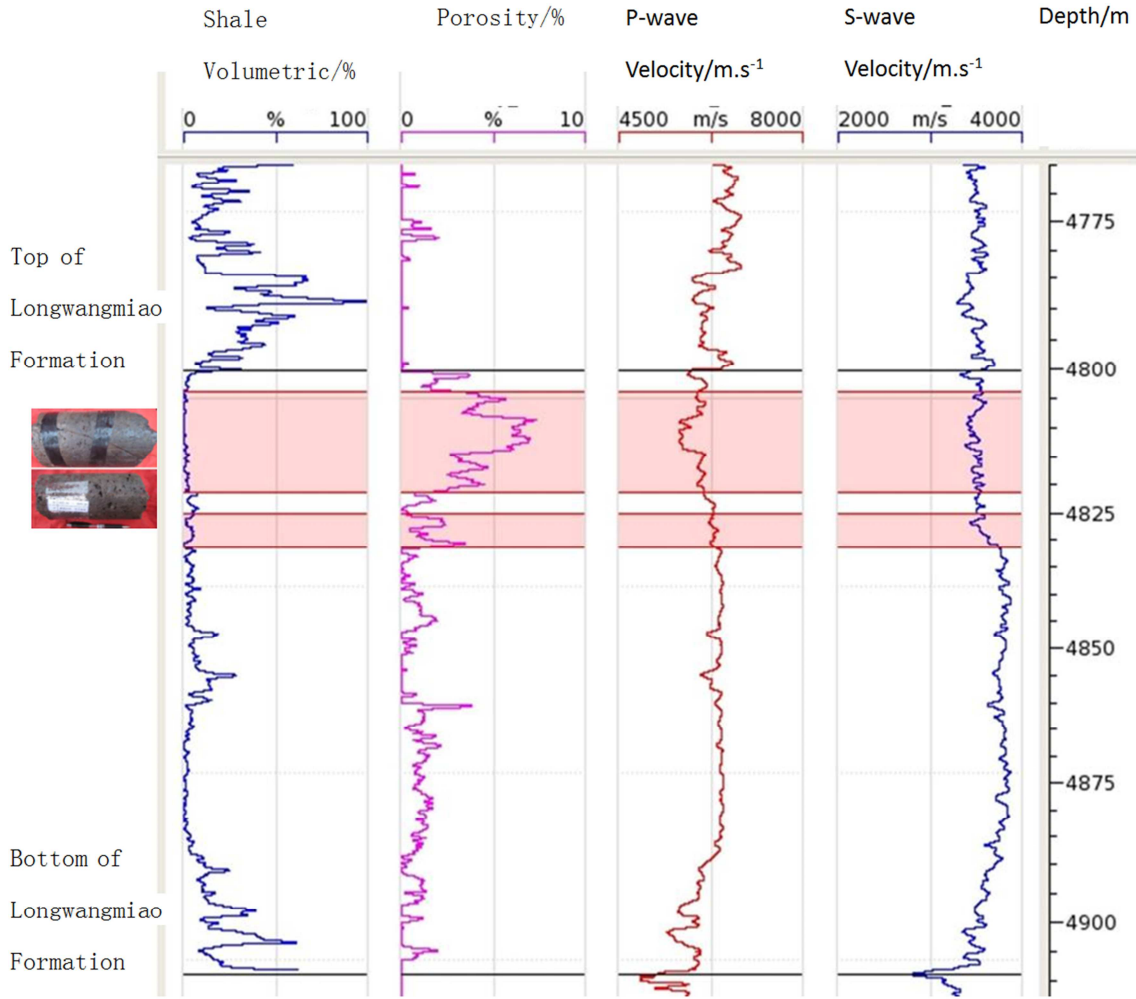 Shale
Volumetric/%
Porosity/%
P-wave
Velocity/m.s-1
S-wave
Velocity/m.s-1
Depth/m
0 % 100
0 % 10
4500 m/s 8000
2000 m/s 4000
4775
Top of
Longwangmiao
Formation
4800
4825
4850
4875
Bottom of
Longwangmiao
Formation
4900